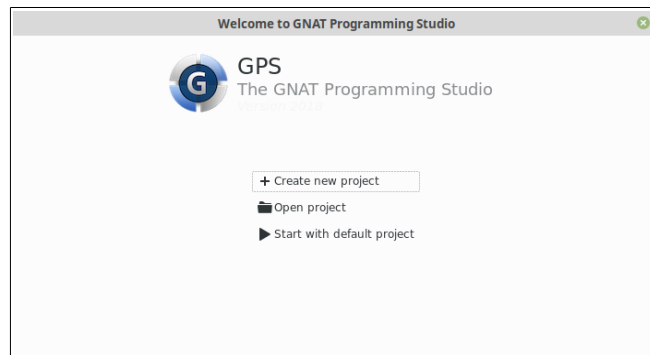 Welcome to GNAT Programming Studio
G
GPS
The GNAT Programming Studio
Create new project
Open project
Start with default project